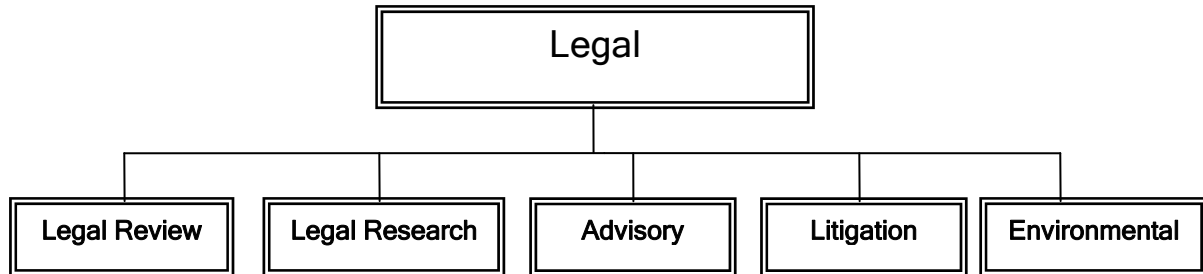 Legal
Legal Review
Legal Research
Advisory
Litigation
Environmental